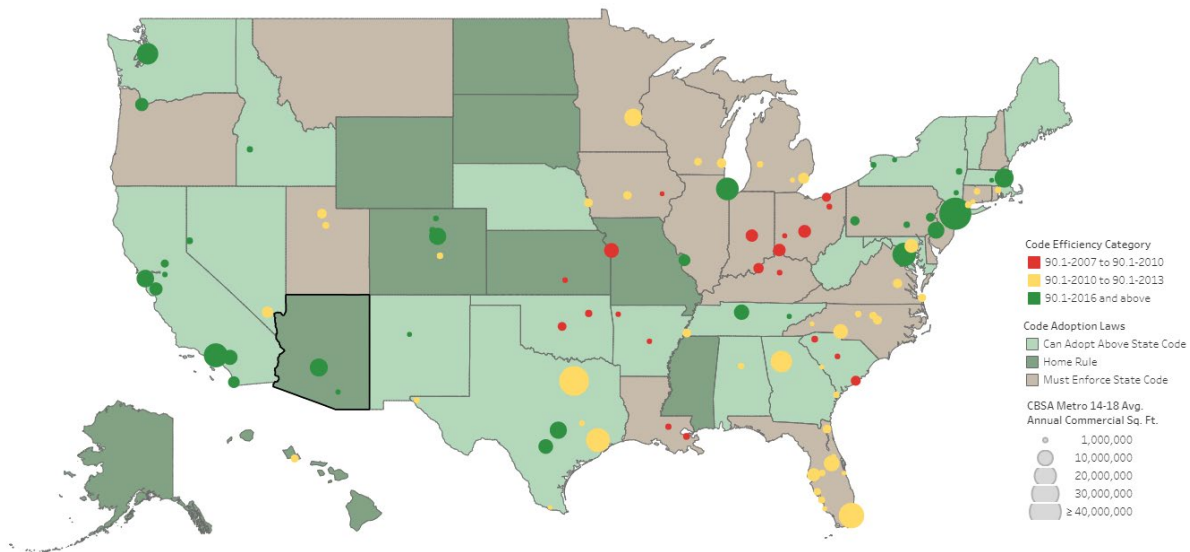 Code Efficiency Category
90.1-2007 to 90.1-2010
90.1-2010 to 90.1-2013
90.1-2016 and above
Code Adoption Laws
Can Adopt Above State Code
Home Rule
Must Enforce State Code
CBSA Metro 14-18 Avg.
Annual Commercial Sq. Ft.
1,000,000
10,000,000
20,000,000
30,000,000
≥ 40,000,000